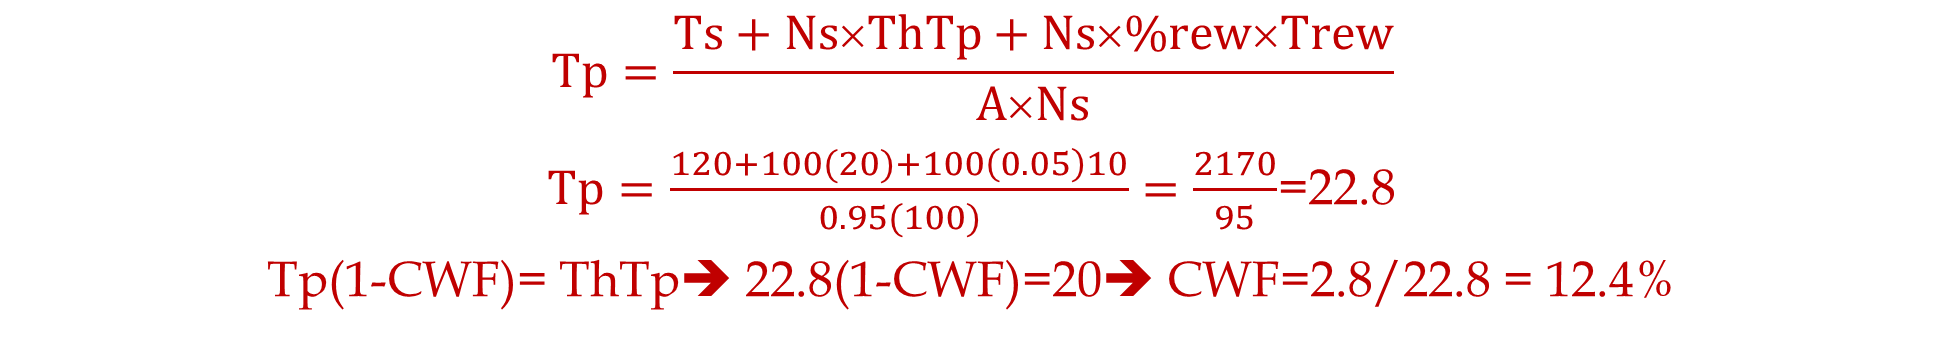 Tp = (Ts + Ns×ThTp + Ns×%rew×Trew)/(A×Ns)
Tp = (120+100(20)+100(0.05)10)/(0.95(100)) = 2170/95=22.8
Tp(1-CWF)= ThTp🡺 22.8(1-CWF)=20🡺 CWF=2.8/22.8 = 12.4%